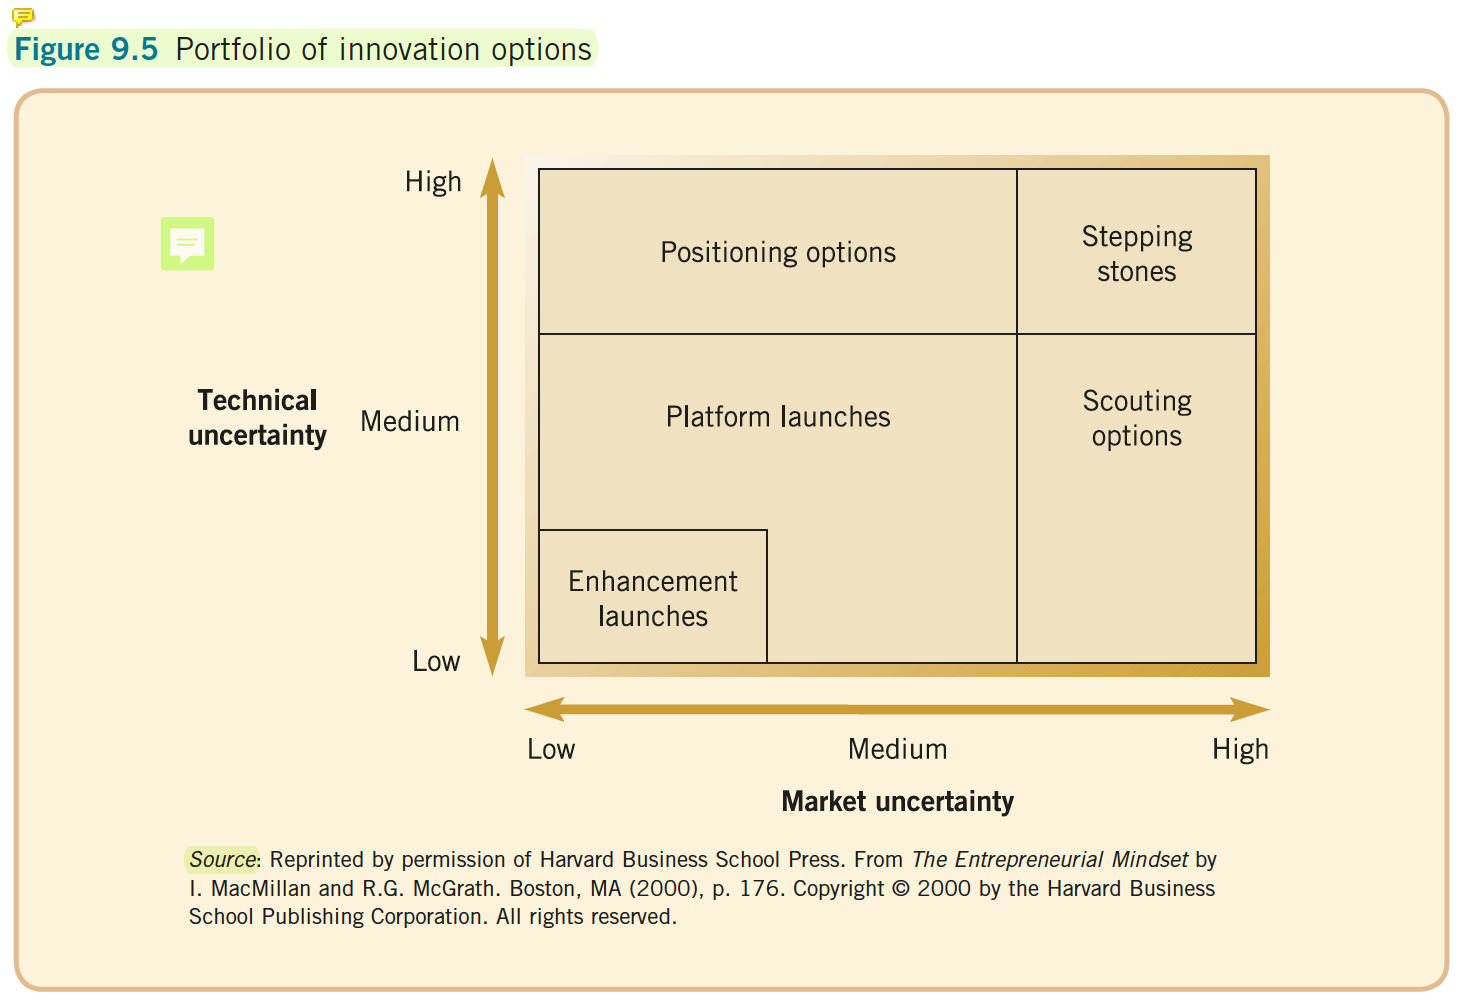 Figure 9.5 Portfolio of innovation options
High
Positioning options
Stepping
stones
Technical
uncertainty
Medium
Platform launches
Scouting
options
Enhancement
launches
Low
Low
Medium
High
Market uncertainty
Source: Reprinted by permission of Harvard Business School Press. From The Entrepreneurial Mindset by
I. MacMillan and R.G. McGrath. Boston, MA (2000), p. 176. Copyright © 2000 by the Harvard Business
School Publishing Corporation. All rights reserved.